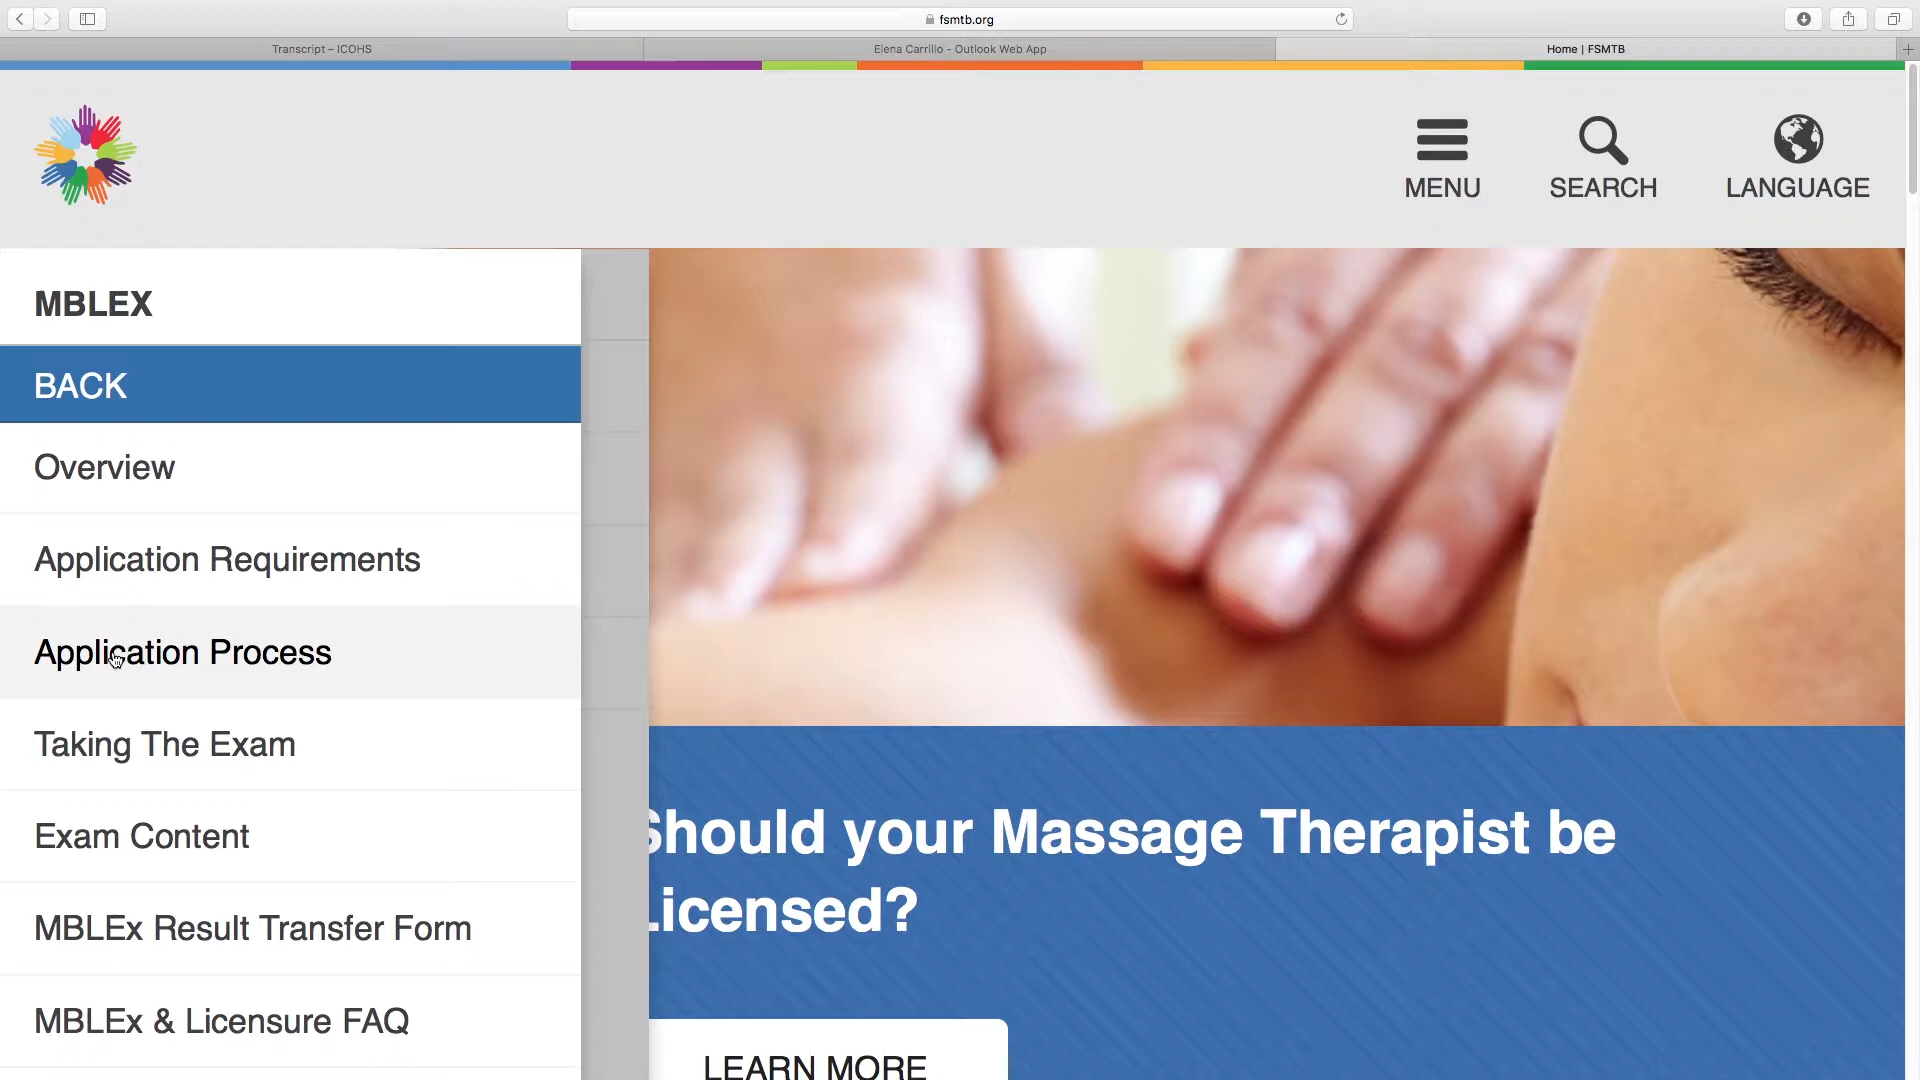 fsmtb.org
Transcript – ICOHS
Elena Carrillo - Outlook Web App
Home | FSMTB
MENU
SEARCH
LANGUAGE
MBLEX
BACK
Overview
Application Requirements
Application Process
Taking The Exam
Exam Content
MBLEx Result Transfer Form
MBLEx & Licensure FAQ
Should your Massage Therapist be
Licensed?
LEARN MORE